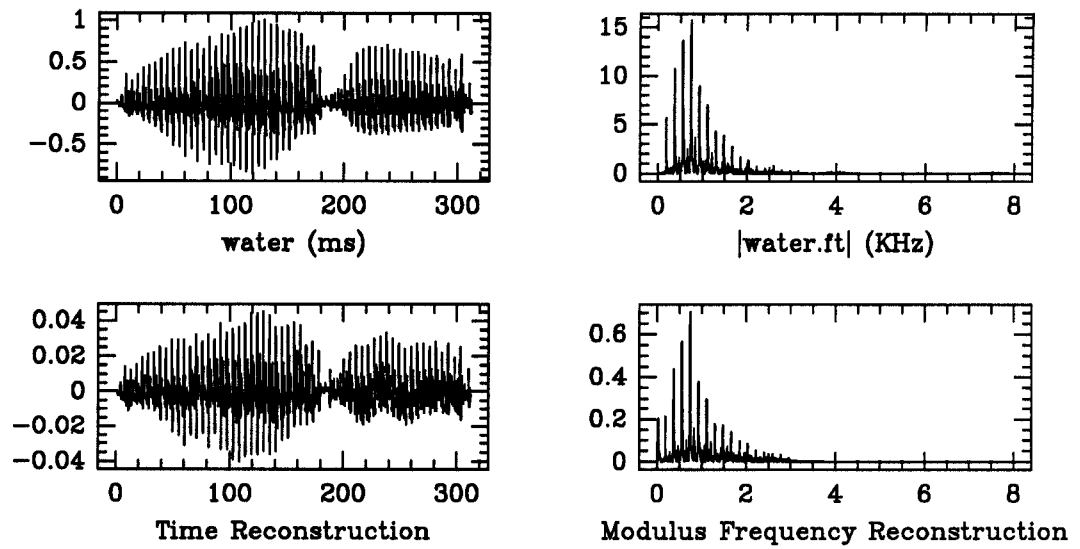 1
0.5
0
−0.5
0 100 200 300
water (ms)
15
10
5
0
0 2 4 6 8
|water.ft| (KHz)
0.04
0.02
0
−0.02
−0.04
0 100 200 300
Time Reconstruction
0.6
0.4
0.2
0
0 2 4 6 8
Modulus Frequency Reconstruction